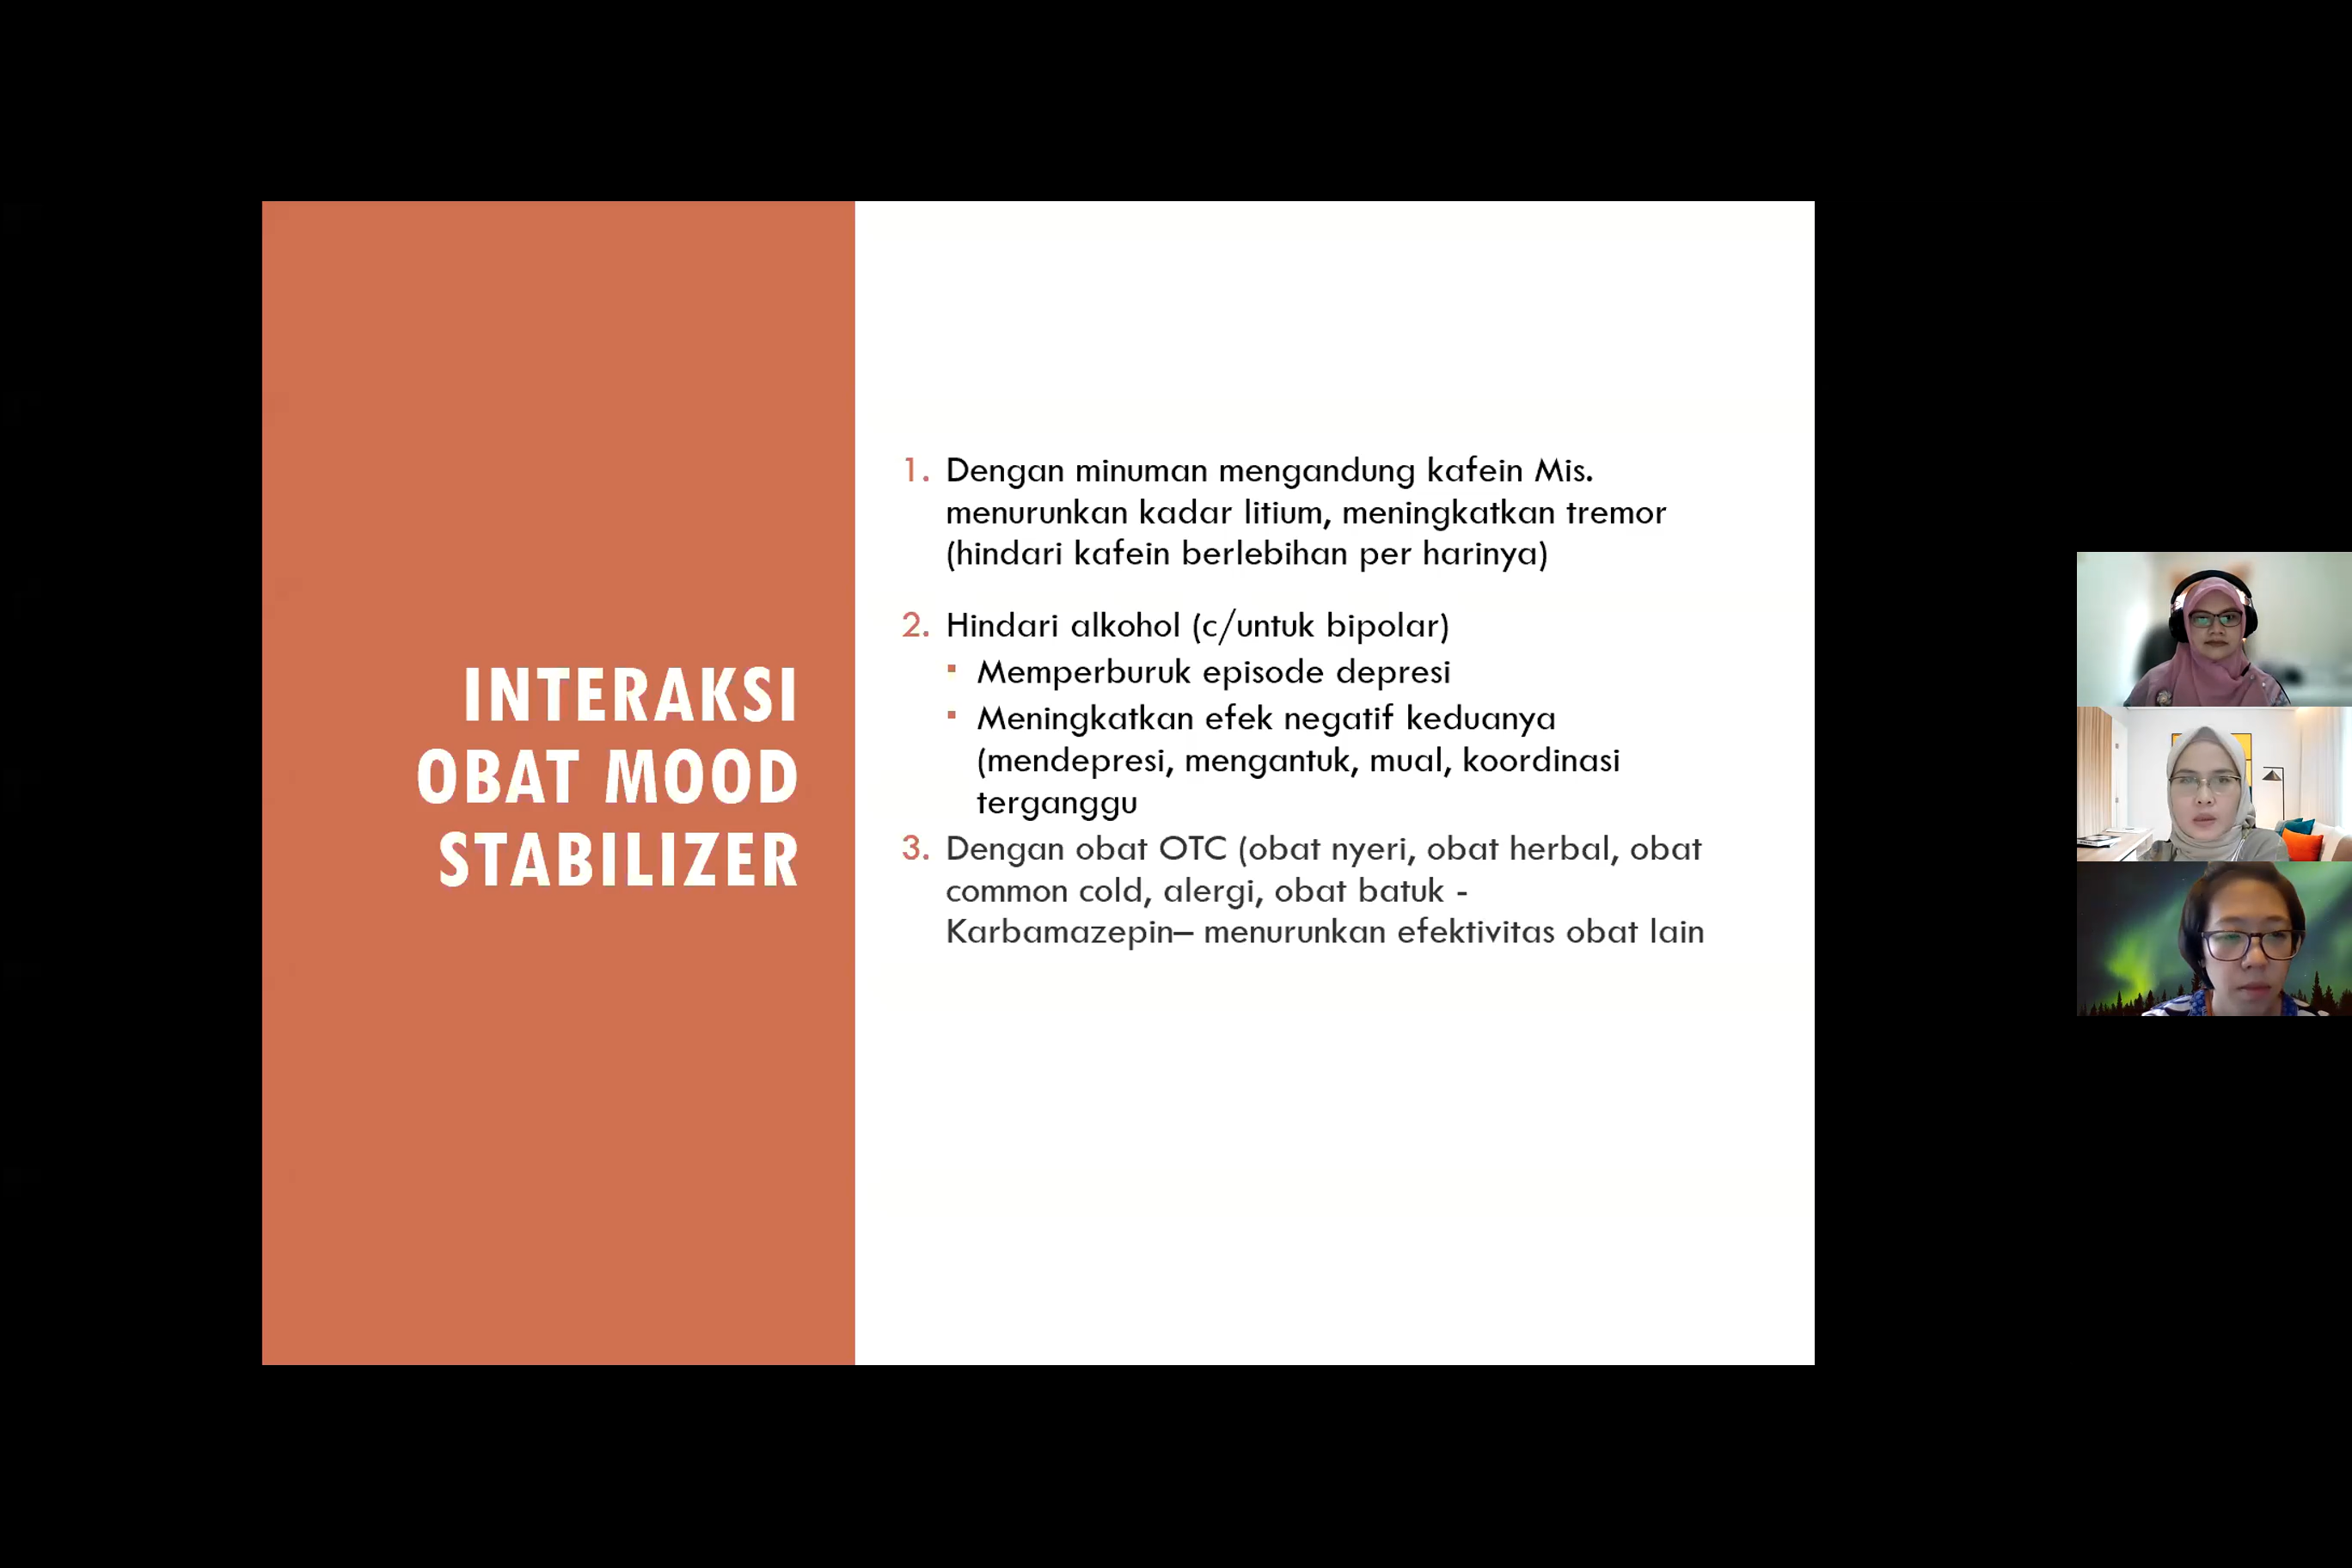 INTERAKSI
OBAT MOOD
STABILIZER
1. Dengan minuman mengandung kafein Mis.
menurunkan kadar litium, meningkatkan tremor
(hindari kafein berlebihan per harinya)
2. Hindari alkohol (c/untuk bipolar)
▪ Memperburuk episode depresi
▪ Meningkatkan efek negatif keduanya
(mendepresi, mengantuk, mual, koordinasi
terganggu
3. Dengan obat OTC (obat nyeri, obat herbal, obat
common cold, alergi, obat batuk -
Karbamazepin– menurunkan efektivitas obat lain